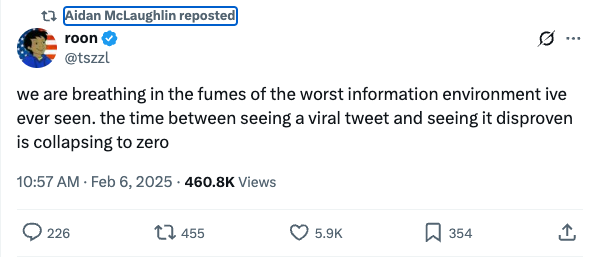 Aidan McLaughlin reposted
roon
@tszzl
we are breathing in the fumes of the worst information environment ive
ever seen. the time between seeing a viral tweet and seeing it disproven
is collapsing to zero
10:57 AM · Feb 6, 2025 · 460.8K Views
226 455 5.9K 354